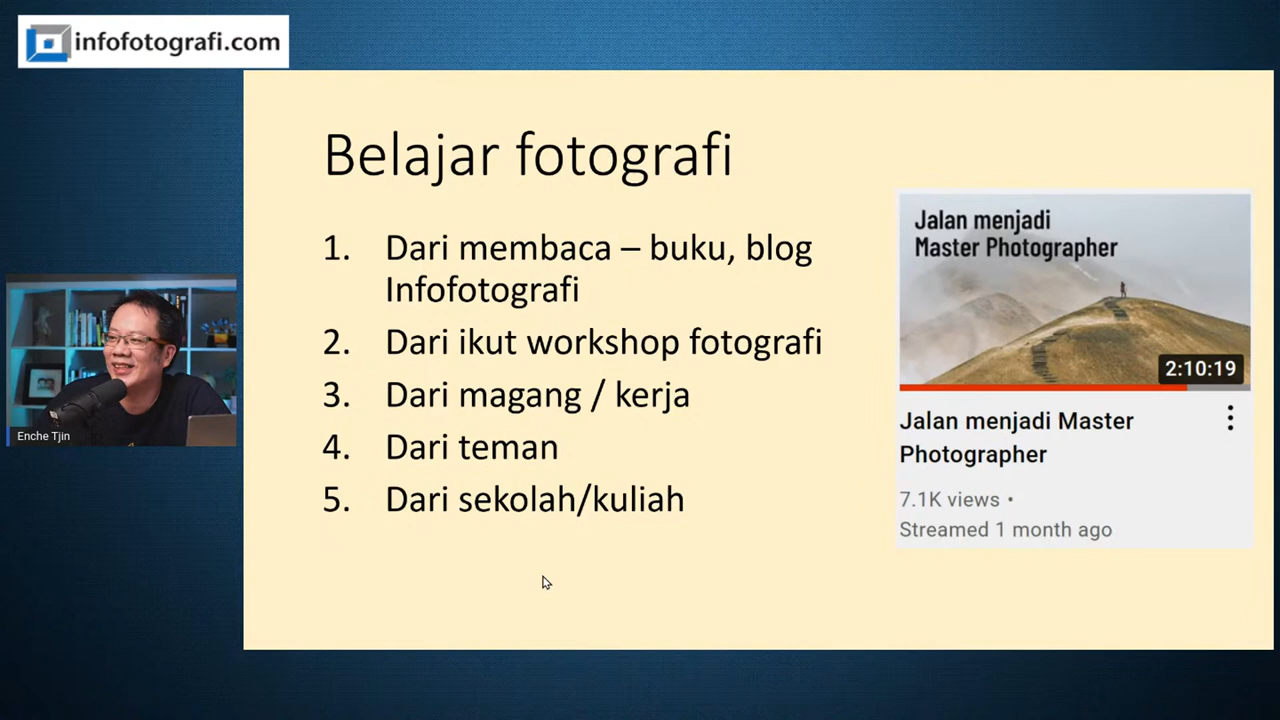 infofotografi.com
Belajar fotografi
1. Dari membaca – buku, blog
Infofotografi
2. Dari ikut workshop fotografi
3. Dari magang / kerja
4. Dari teman
5. Dari sekolah/kuliah
Jalan menjadi
Master Photographer
2:10:19
Jalan menjadi Master
Photographer
7.1K views •
Streamed 1 month ago
Enche Tjin